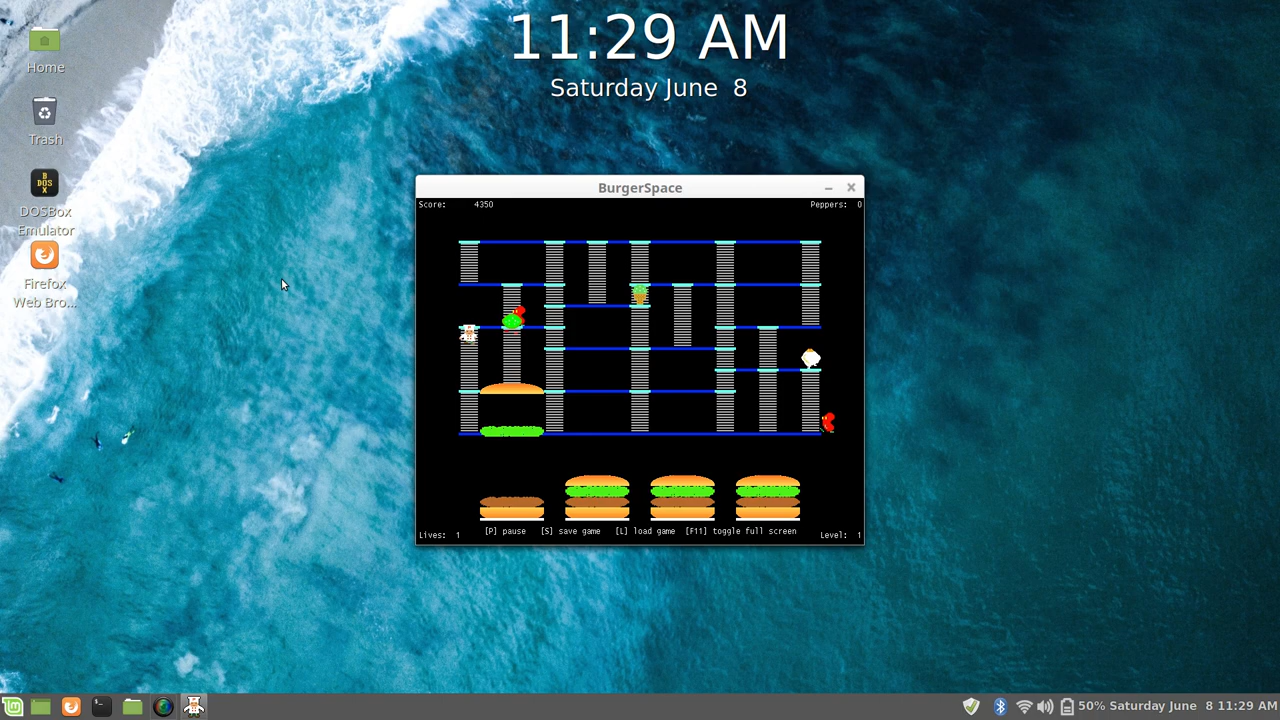 11:29 AM
Saturday June 8
Home
Trash
B
DOS
X
DOSBox
Emulator
Firefox
Web Bro...
BurgerSpace
Score: 4350
Peppers: 0
[P] pause [S] save game [L] load game [F11] toggle full screen
Lives: 1
Level: 1
50% Saturday June 8 11:29 AM